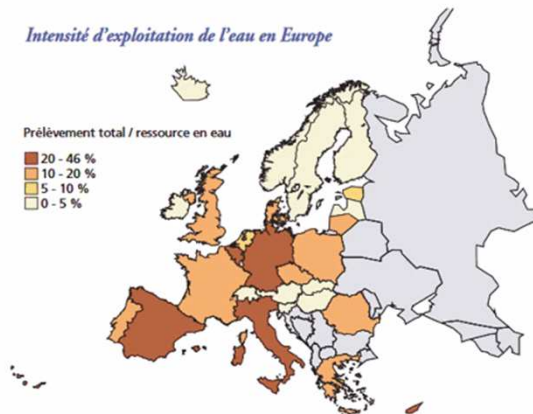 Intensité d'exploitation de l'eau en Europe
Prélèvement total / ressource en eau
20 - 46 %
10 - 20 %
5 - 10 %
0 - 5 %